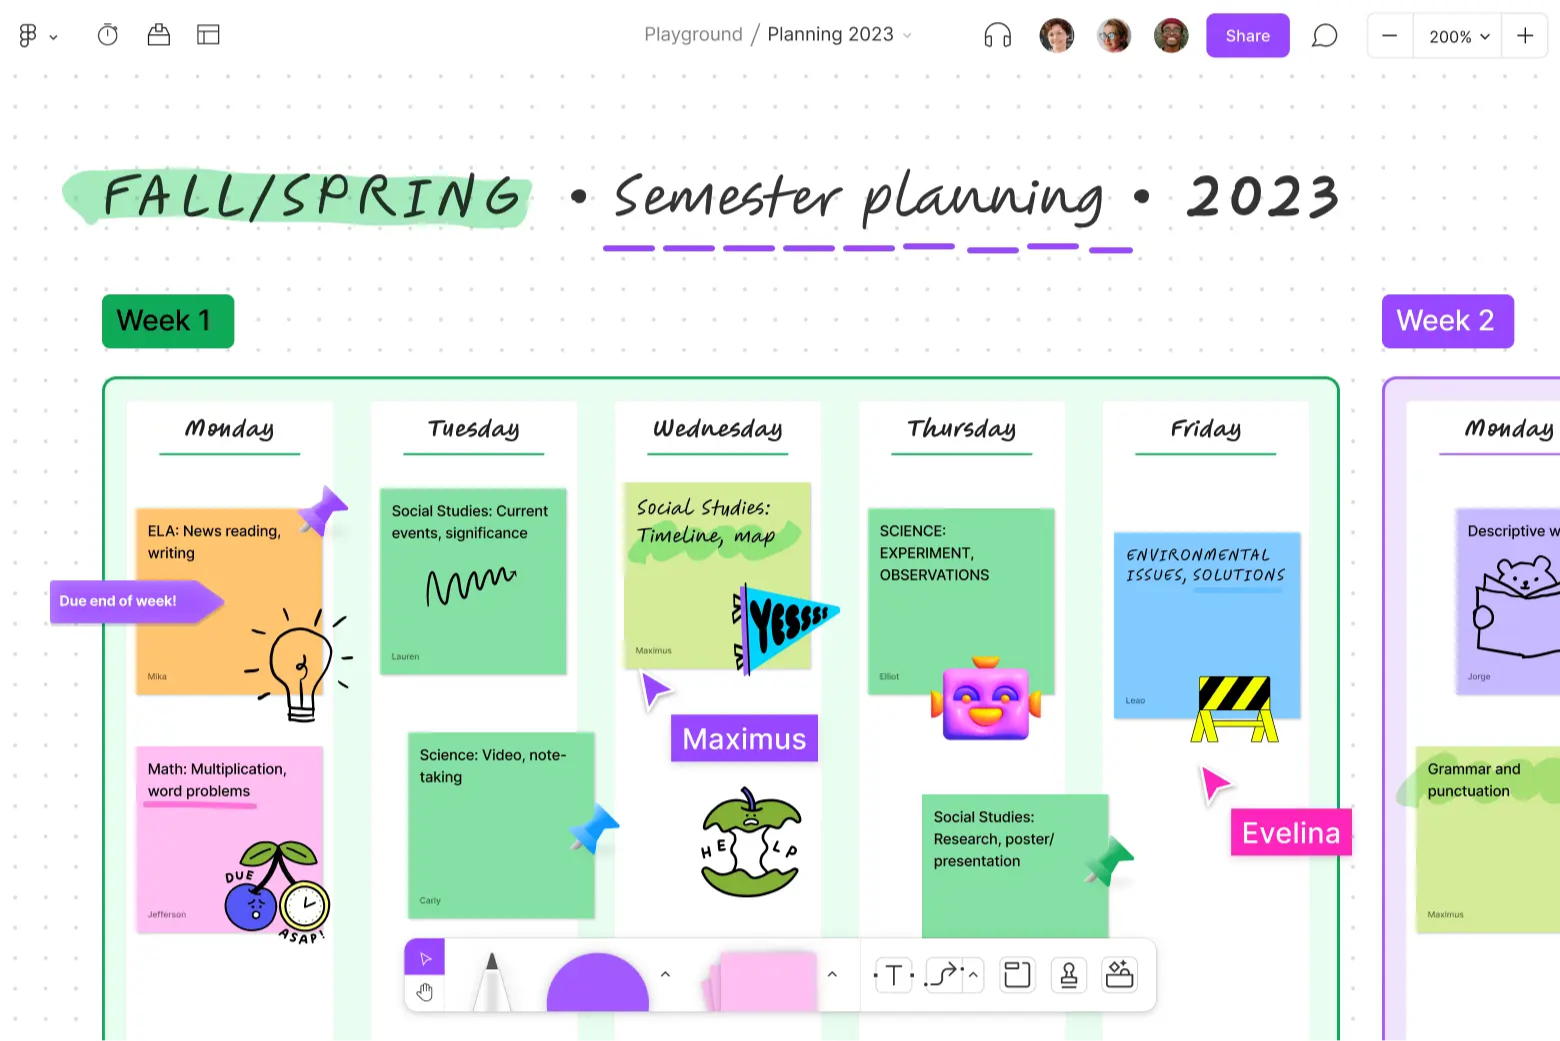 Playground / Planning 2023
Share
200%
FALL/SPRING • Semester planning • 2023
Week 1
Week 2
Monday
Tuesday
Wednesday
Thursday
Friday
Monday
ELA: News reading,
writing
Due end of week!
Mika
Math: Multiplication,
word problems
DUE
ASAP!
Jefferson
Social Studies: Current
events, significance
Lauren
Science: Video, note-
taking
Carly
Social Studies:
Timeline, map
YESSSS
Maximus
Maximus
HELP
SCIENCE:
EXPERIMENT,
OBSERVATIONS
Elliot
Social Studies:
Research, poster/
presentation
ENVIRONMENTAL
ISSUES, SOLUTIONS
Leao
Evelina
Descriptive w
Jorge
Grammar and
punctuation
Maximus
T